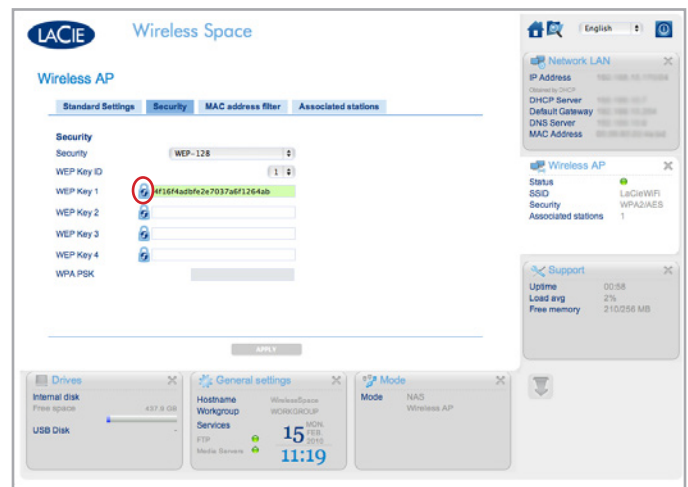 LACIE Wireless Space
English
Wireless AP
Standard Settings Security MAC address filter Associated stations
Security
Security WEP-128
WEP Key ID 1
WEP Key 1 4f16f4adbfe2e7037a6f1264ab
WEP Key 2
WEP Key 3
WEP Key 4
WPA PSK
APPLY
Network LAN
IP Address
Obtained by DHCP
DHCP Server
Default Gateway
DNS Server
MAC Address
Wireless AP
Status
SSID LaCieWiFi
Security WPA2/AES
Associated stations 1
Support
Uptime 00:58
Load avg 2%
Free memory 210/256 MB
Drives
Internal disk
Free space 437.8 GB
USB Disk -
General settings
Hostname WirelessSpace
Workgroup WORKGROUP
Services
FTP
Media Servers
15 MON. FEB. 2010
11:19
Mode
Mode NAS
Wireless AP